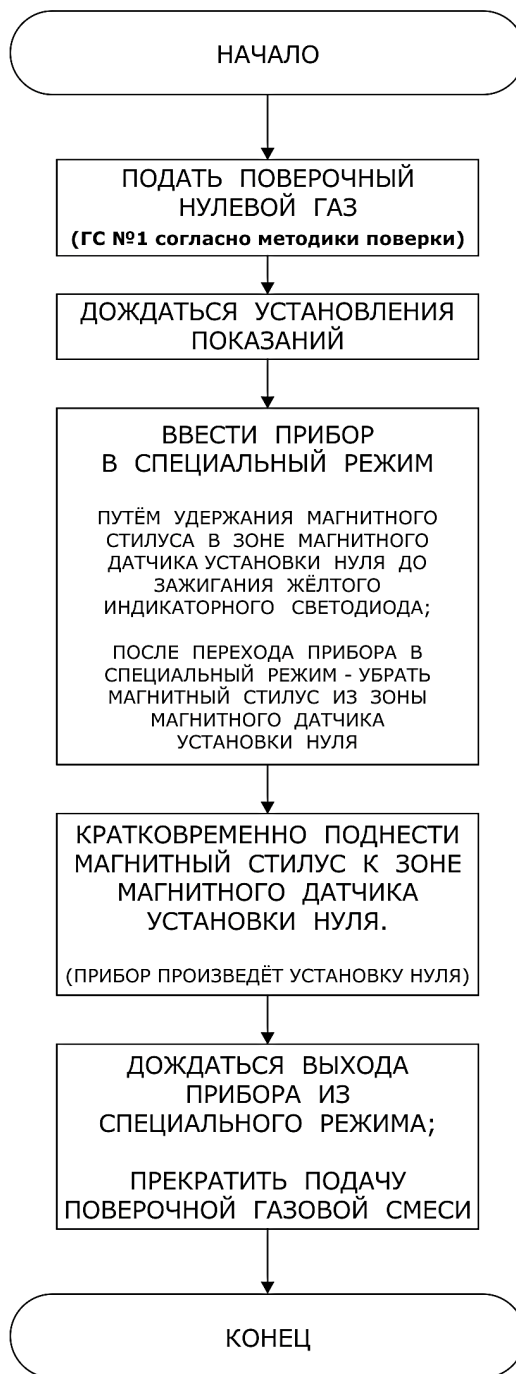 НАЧАЛО
ПОДАТЬ ПОВЕРОЧНЫЙ
НУЛЕВОЙ ГАЗ
(ГС №1 согласно методики поверки)
ДОЖДАТЬСЯ УСТАНОВЛЕНИЯ
ПОКАЗАНИЙ
ВВЕСТИ ПРИБОР
В СПЕЦИАЛЬНЫЙ РЕЖИМ
ПУТЁМ УДЕРЖАНИЯ МАГНИТНОГО
СТИЛУСА В ЗОНЕ МАГНИТНОГО
ДАТЧИКА УСТАНОВКИ НУЛЯ ДО
ЗАЖИГАНИЯ ЖЁЛТОГО
ИНДИКАТОРНОГО СВЕТОДИОДА;
ПОСЛЕ ПЕРЕХОДА ПРИБОРА В
СПЕЦИАЛЬНЫЙ РЕЖИМ - УБРАТЬ
МАГНИТНЫЙ СТИЛУС ИЗ ЗОНЫ
МАГНИТНОГО ДАТЧИКА
УСТАНОВКИ НУЛЯ
КРАТКОВРЕМЕННО ПОДНЕСТИ
МАГНИТНЫЙ СТИЛУС К ЗОНЕ
МАГНИТНОГО ДАТЧИКА
УСТАНОВКИ НУЛЯ.
(ПРИБОР ПРОИЗВЕДЁТ УСТАНОВКУ НУЛЯ)
ДОЖДАТЬСЯ ВЫХОДА
ПРИБОРА ИЗ
СПЕЦИАЛЬНОГО РЕЖИМА;
ПРЕКРАТИТЬ ПОДАЧУ
ПОВЕРОЧНОЙ ГАЗОВОЙ СМЕСИ
КОНЕЦ